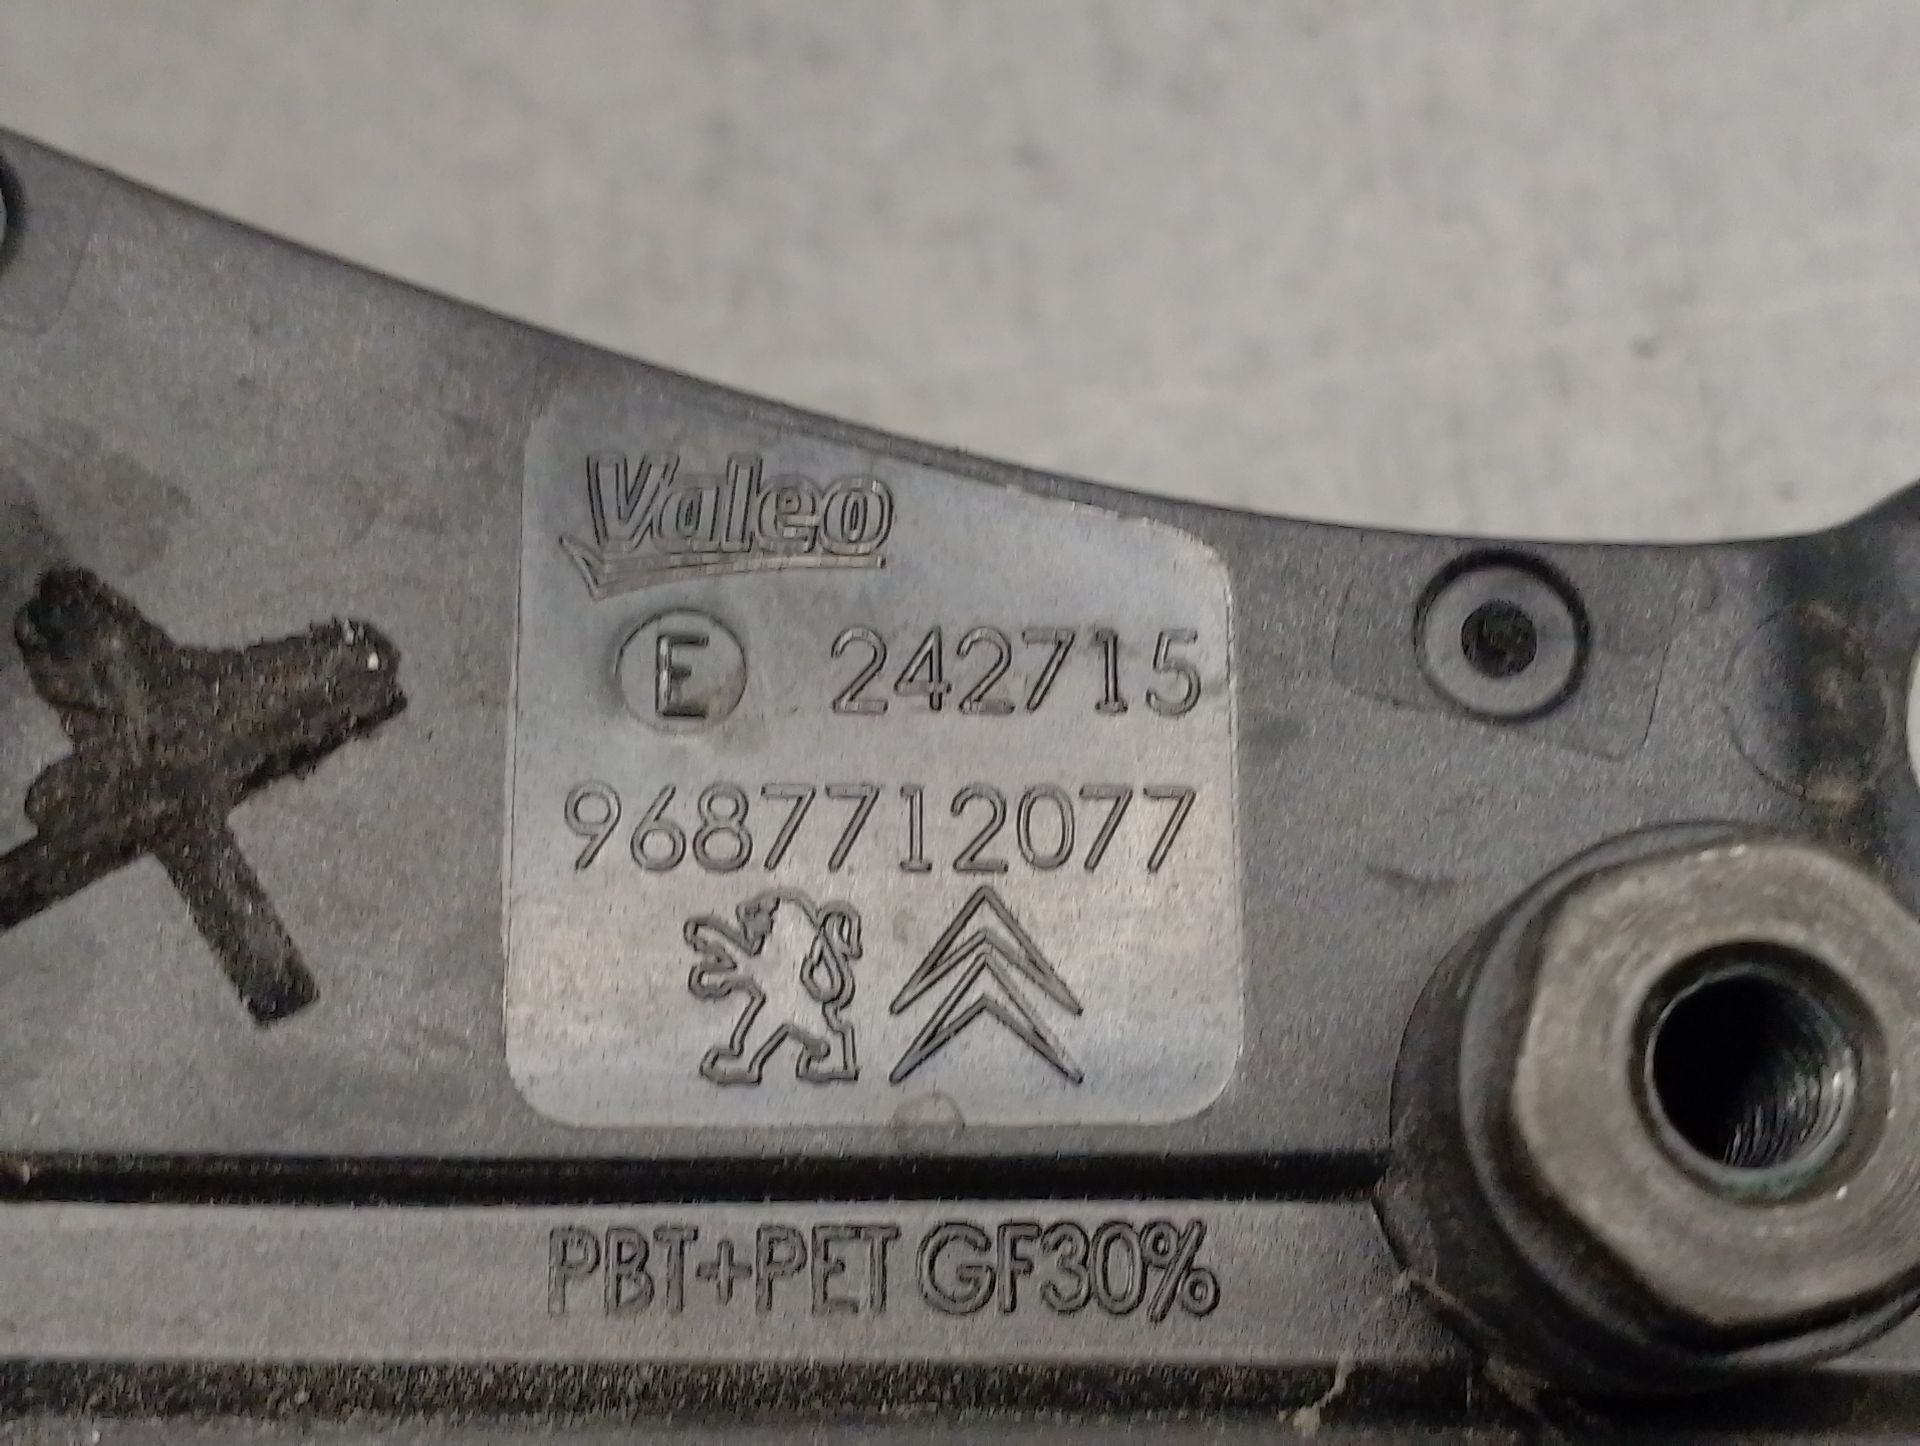 Valeo
E 242715
9687712077
PBT+PET GF30%